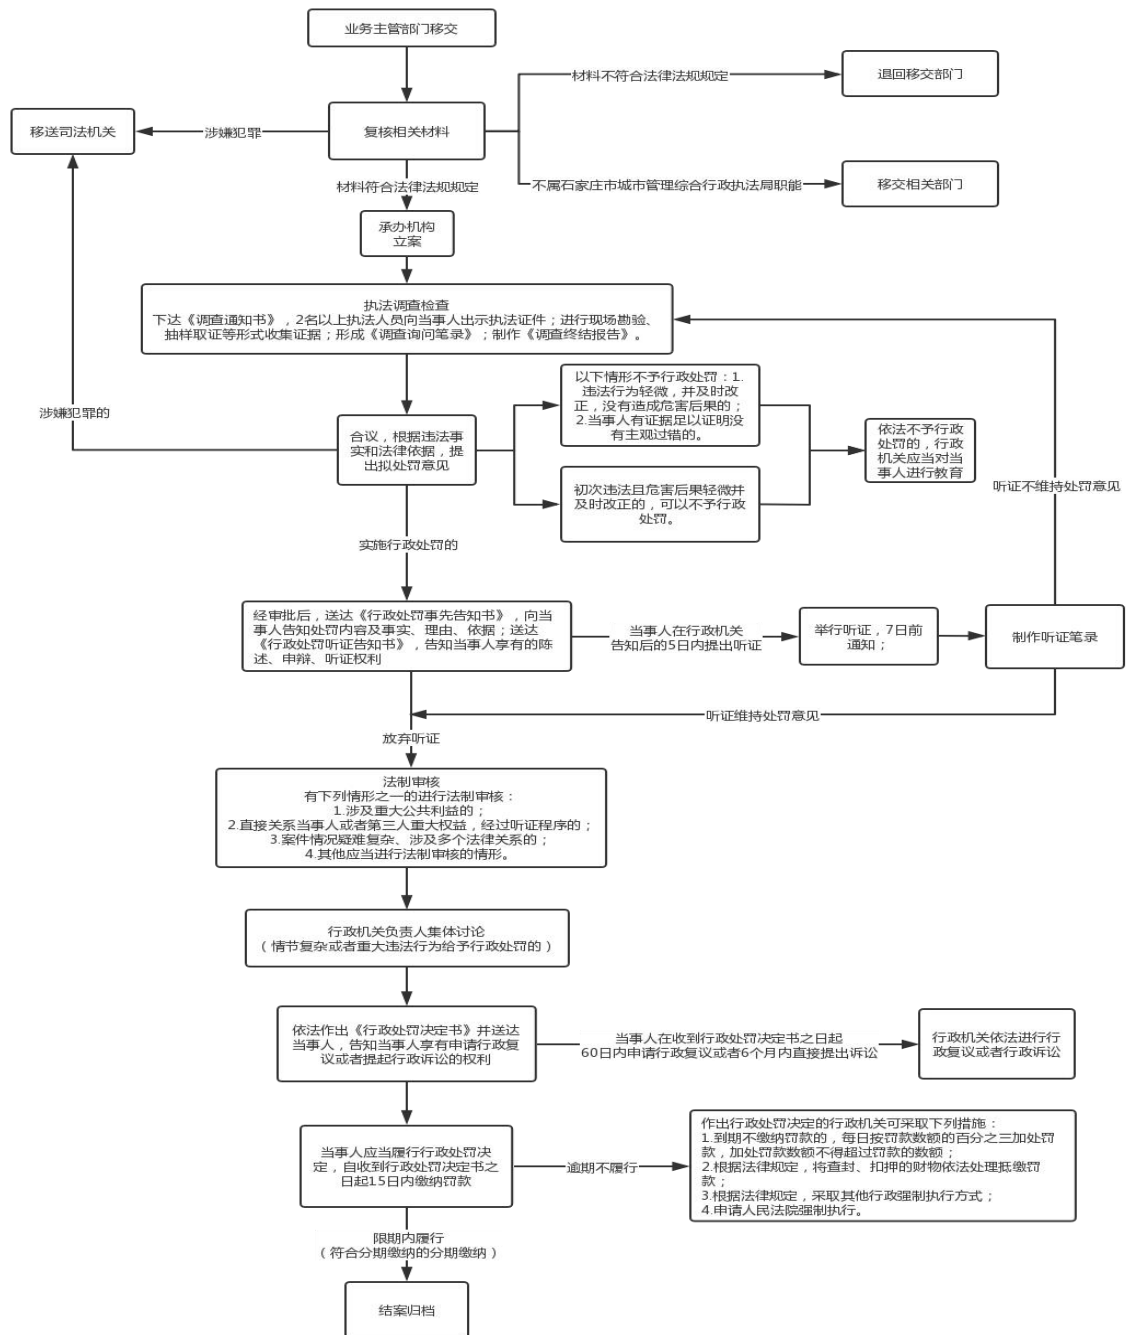 业务主管部门移交
材料不符合法律法规规定
退回移交部门
移送司法机关
涉嫌犯罪
复核相关材料
材料符合法律法规规定
不属石家庄市城市管理综合行政执法局职能
移交相关部门
承办机构
立案
执法调查检查
下达《调查通知书》，2名以上执法人员向当事人出示执法证件；进行现场勘验、
抽样取证等形式收集证据；形成《调查询问笔录》；制作《调查终结报告》。
涉嫌犯罪的
合议，根据违法事
实和法律依据，提
出拟处罚意见
以下情形不予行政处罚：1.
违法行为轻微，并及时改
正，没有造成危害后果的；
2.当事人有证据足以证明没
有主观过错的。
初次违法且危害后果轻微并
及时改正的，可以不予行政
处罚。
依法不予行政
处罚的，行政
机关应当对当
事人进行教育
听证不维持处罚意见
实施行政处罚的
经审批后，送达《行政处罚事先告知书》，向当
事人告知处罚内容及事实、理由、依据；送达
《行政处罚听证告知书》，告知当事人享有的陈
述、申辩、听证权利
当事人在行政机关
告知后的5日内提出听证
举行听证，7日前
通知；
制作听证笔录
听证维持处罚意见
放弃听证
法制审核
有下列情形之一的进行法制审核：
1.涉及重大公共利益的；
2.直接关系当事人或者第三人重大权益，经过听证程序的；
3.案件情况疑难复杂、涉及多个法律关系的；
4.其他应当进行法制审核的情形。
行政机关负责人集体讨论
（情节复杂或者重大违法行为给予行政处罚的）
依法作出《行政处罚决定书》并送达
当事人，告知当事人享有申请行政复
议或者提起行政诉讼的权利
当事人在收到行政处罚决定书之日起
60日内申请行政复议或者6个月内直接提出诉讼
行政机关依法进行行
政复议或者行政诉讼
当事人应当履行行政处罚决
定，自收到行政处罚决定书之
日起15日内缴纳罚款
逾期不履行
作出行政处罚决定的行政机关可采取下列措施：
1.到期不缴纳罚款的，每日按罚款数额的百分之三加处罚
款，加处罚款数额不得超过罚款的数额；
2.根据法律规定，将查封、扣押的财物依法处理抵缴罚
款；
3.根据法律规定，采取其他行政强制执行方式；
4.申请人民法院强制执行。
限期内履行
（符合分期缴纳的分期缴纳）
结案归档